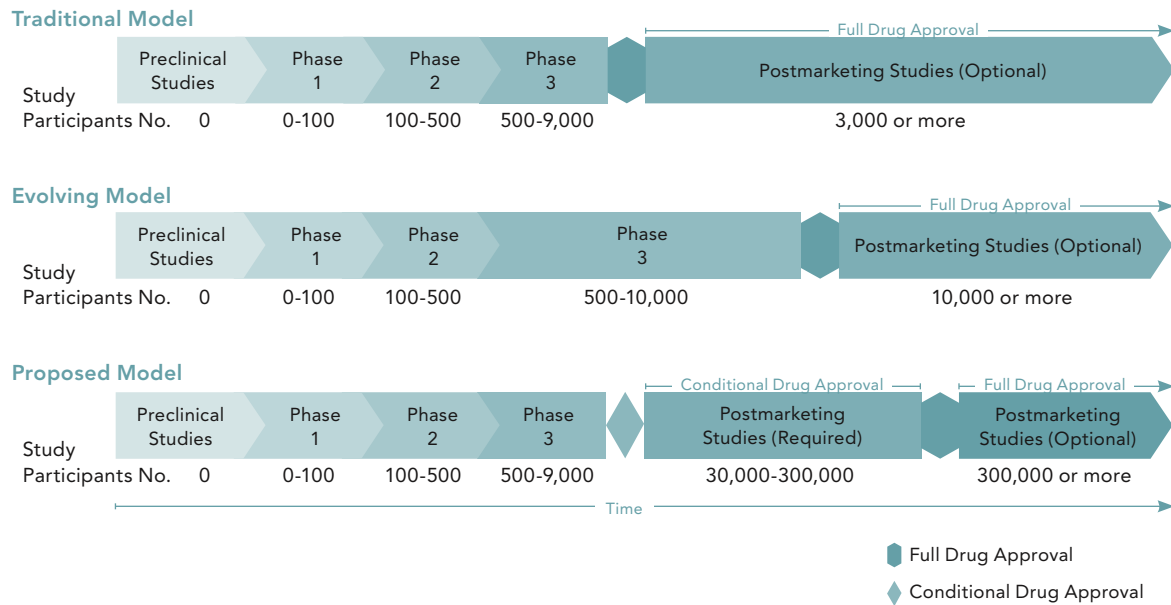 Traditional Model
Full Drug Approval
Preclinical Studies
Phase 1
Phase 2
Phase 3
Postmarketing Studies (Optional)
Study
Participants No. 0 0-100 100-500 500-9,000 3,000 or more
Evolving Model
Full Drug Approval
Preclinical Studies
Phase 1
Phase 2
Phase 3
Postmarketing Studies (Optional)
Study
Participants No. 0 0-100 100-500 500-10,000 10,000 or more
Proposed Model
Conditional Drug Approval
Full Drug Approval
Preclinical Studies
Phase 1
Phase 2
Phase 3
Postmarketing Studies (Required)
Postmarketing Studies (Optional)
Study
Participants No. 0 0-100 100-500 500-9,000 30,000-300,000 300,000 or more
Time
Full Drug Approval
Conditional Drug Approval